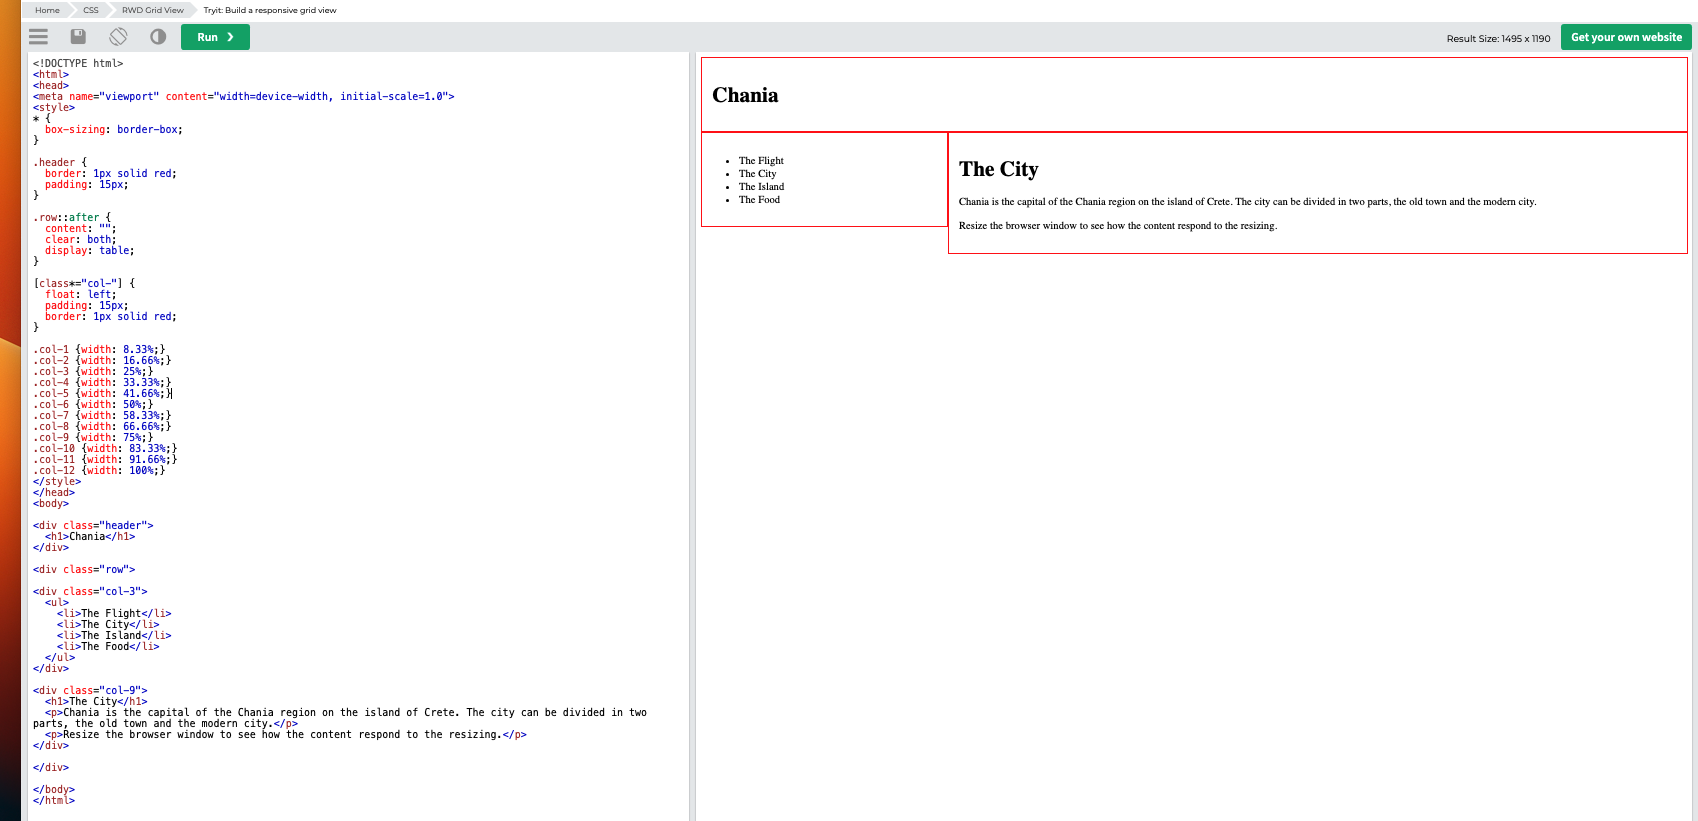 Home CSS RWD Grid View Tryit: Build a responsive grid view
Run ❯ Result Size: 1495 x 1190 Get your own website
<!DOCTYPE html>
<html>
<head>
<meta name="viewport" content="width=device-width, initial-scale=1.0">
<style>
* {
  box-sizing: border-box;
}

.header {
  border: 1px solid red;
  padding: 15px;
}

.row::after {
  content: "";
  clear: both;
  display: table;
}

[class*="col-"] {
  float: left;
  padding: 15px;
  border: 1px solid red;
}

.col-1 {width: 8.33%;}
.col-2 {width: 16.66%;}
.col-3 {width: 25%;}
.col-4 {width: 33.33%;}
.col-5 {width: 41.66%;}
.col-6 {width: 50%;}
.col-7 {width: 58.33%;}
.col-8 {width: 66.66%;}
.col-9 {width: 75%;}
.col-10 {width: 83.33%;}
.col-11 {width: 91.66%;}
.col-12 {width: 100%;}
</style>
</head>
<body>

<div class="header">
  <h1>Chania</h1>
</div>

<div class="row">

<div class="col-3">
  <ul>
    <li>The Flight</li>
    <li>The City</li>
    <li>The Island</li>
    <li>The Food</li>
  </ul>
</div>

<div class="col-9">
  <h1>The City</h1>
  <p>Chania is the capital of the Chania region on the island of Crete. The city can be divided in two
parts, the old town and the modern city.</p>
  <p>Resize the browser window to see how the content respond to the resizing.</p>
</div>

</div>

</body>
</html>
Chania
• The Flight
• The City
• The Island
• The Food
The City
Chania is the capital of the Chania region on the island of Crete. The city can be divided in two parts, the old town and the modern city.
Resize the browser window to see how the content respond to the resizing.